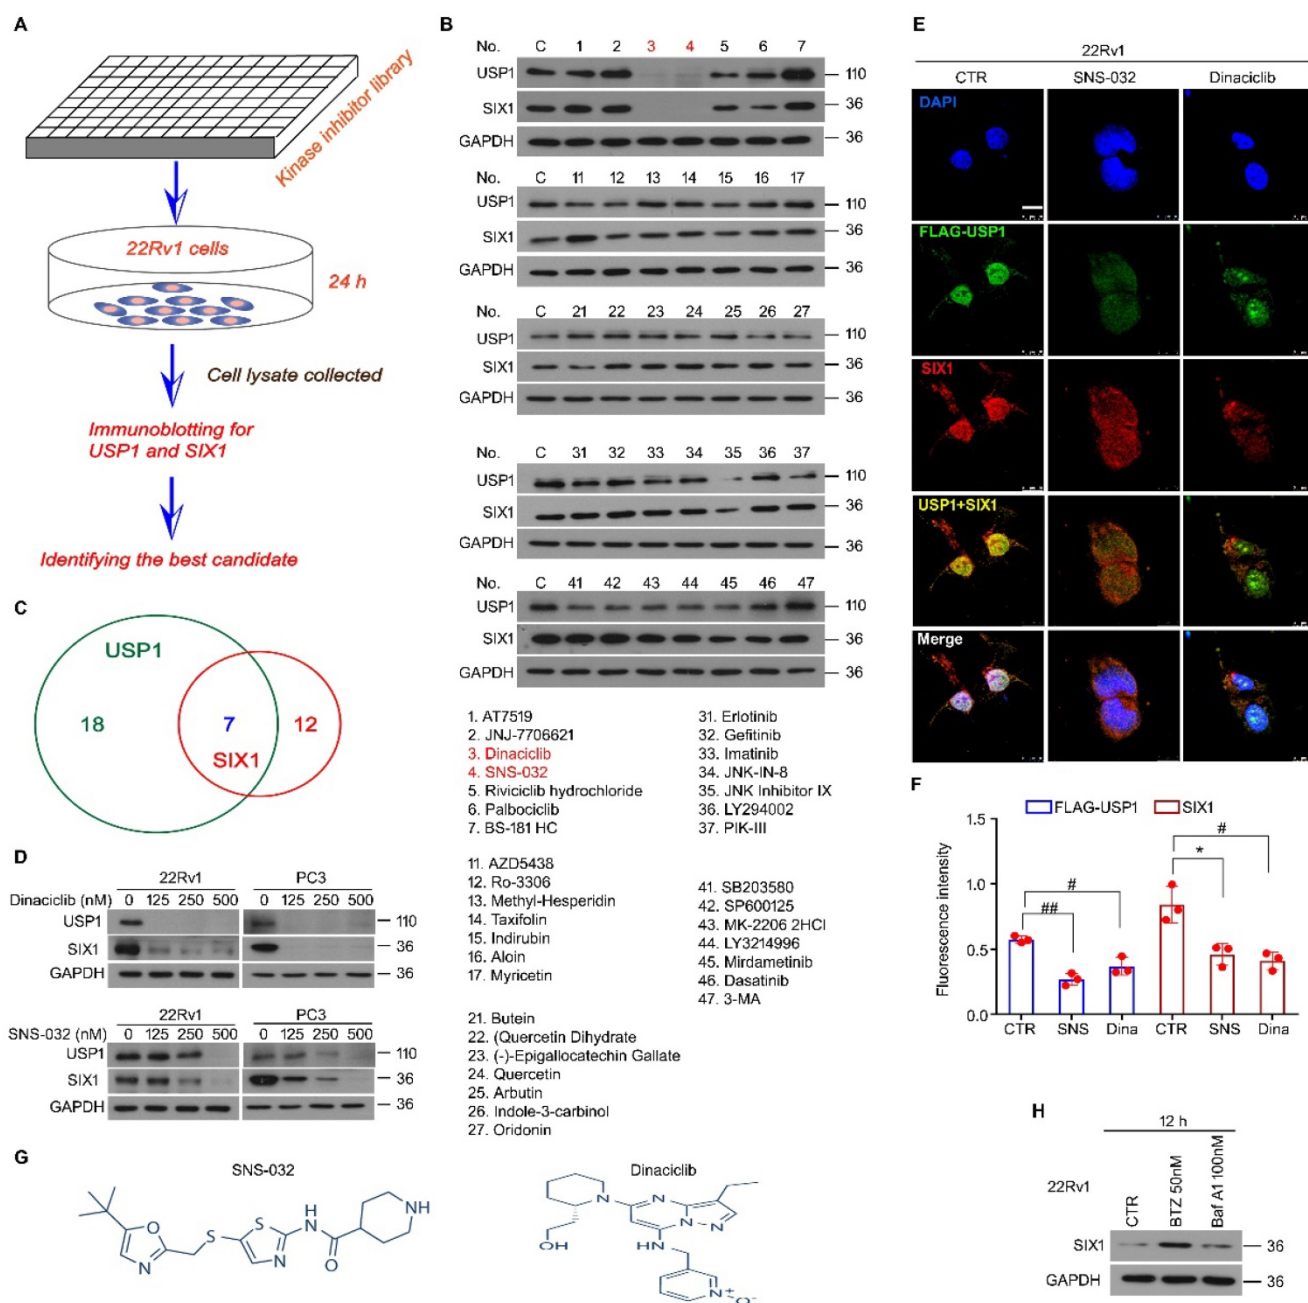 A
Kinase inhibitor library
22Rv1 cells
24 h
Cell lysate collected
Immunoblotting for
USP1 and SIX1
Identifying the best candidate
B
No. C 1 2 3 4 5 6 7
USP1 110
SIX1 36
GAPDH 36
No. C 11 12 13 14 15 16 17
USP1 110
SIX1 36
GAPDH 36
No. C 21 22 23 24 25 26 27
USP1 110
SIX1 36
GAPDH 36
No. C 31 32 33 34 35 36 37
USP1 110
SIX1 36
GAPDH 36
No. C 41 42 43 44 45 46 47
USP1 110
SIX1 36
GAPDH 36
1. AT7519
2. JNJ-7706621
3. Dinaciclib
4. SNS-032
5. Riviciclib hydrochloride
6. Palbociclib
7. BS-181 HC
11. AZD5438
12. Ro-3306
13. Methyl-Hesperidin
14. Taxifolin
15. Indirubin
16. Aloin
17. Myricetin
21. Butein
22. (Quercetin Dihydrate
23. (-)-Epigallocatechin Gallate
24. Quercetin
25. Arbutin
26. Indole-3-carbinol
27. Oridonin
31. Erlotinib
32. Gefitinib
33. Imatinib
34. JNK-IN-8
35. JNK Inhibitor IX
36. LY294002
37. PIK-III
41. SB203580
42. SP600125
43. MK-2206 2HCl
44. LY3214996
45. Mirdametinib
46. Dasatinib
47. 3-MA
C
USP1
18 7 12
SIX1
D
22Rv1 PC3
Dinaciclib (nM) 0 125 250 500 0 125 250 500
USP1 110
SIX1 36
GAPDH 36
22Rv1 PC3
SNS-032 (nM) 0 125 250 500 0 125 250 500
USP1 110
SIX1 36
GAPDH 36
E
22Rv1
CTR SNS-032 Dinaciclib
DAPI
FLAG-USP1
SIX1
USP1+SIX1
Merge
F
FLAG-USP1 SIX1
Fluorescence intensity
1.5
1.0
0.5
0.0
# ## # *
CTR SNS Dina CTR SNS Dina
G
SNS-032 Dinaciclib
O N S S N H N O NH
N N N N OH HN N+ O-
H
12 h
22Rv1 CTR BTZ 50nM Baf A1 100nM
SIX1 36
GAPDH 36